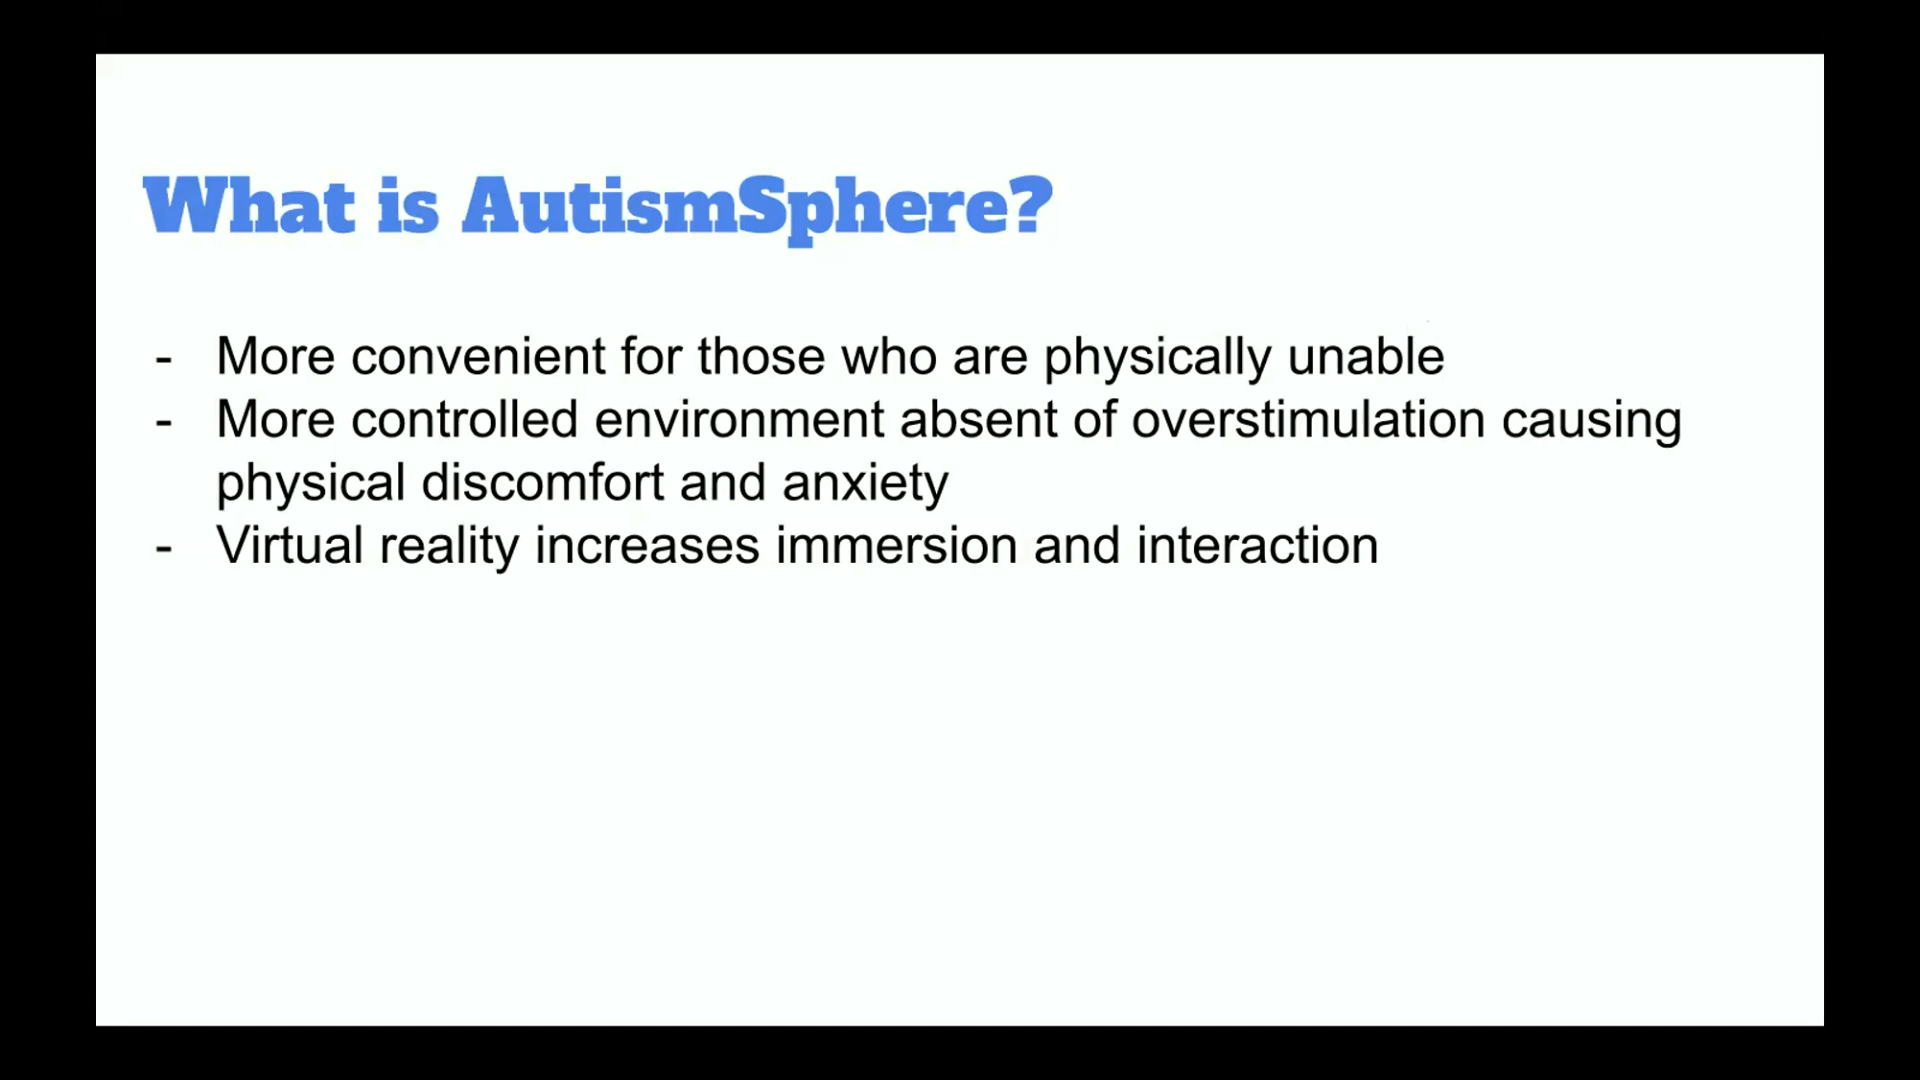 What is AutismSphere?
- More convenient for those who are physically unable
- More controlled environment absent of overstimulation causing
physical discomfort and anxiety
- Virtual reality increases immersion and interaction